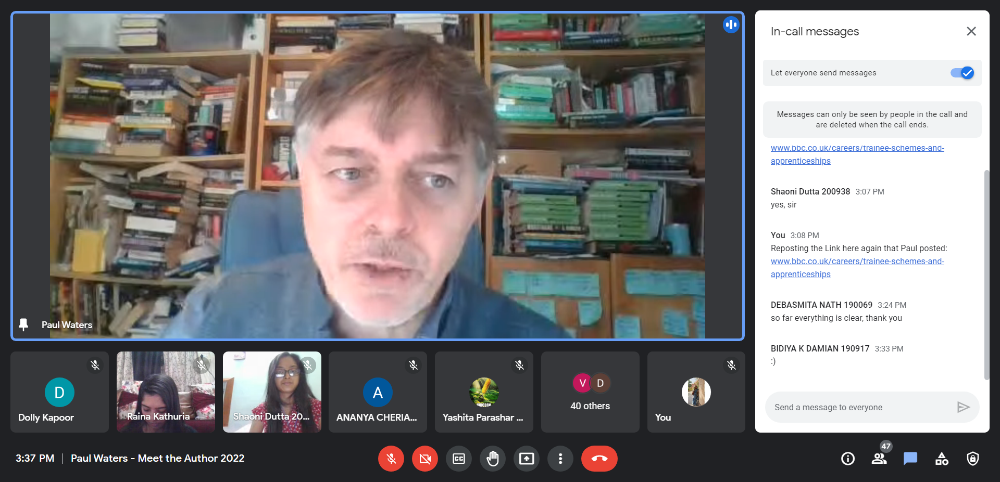 Paul Waters
D
Dolly Kapoor
Raina Kathuria
Shaoni Dutta 20...
A
ANANYA CHERIA...
UNICORN
Yashita Parashar ...
V D
40 others
You
3:37 PM | Paul Waters - Meet the Author 2022
CC
In-call messages
Let everyone send messages
Messages can only be seen by people in the call and
are deleted when the call ends.
www.bbc.co.uk/careers/trainee-schemes-and-
apprenticeships
Shaoni Dutta 200938 3:07 PM
yes, sir
You 3:08 PM
Reposting the Link here again that Paul posted:
www.bbc.co.uk/careers/trainee-schemes-and-
apprenticeships
DEBASMITA NATH 190069 3:24 PM
so far everything is clear, thank you
BIDIYA K DAMIAN 190917 3:33 PM
:)
Send a message to everyone
47